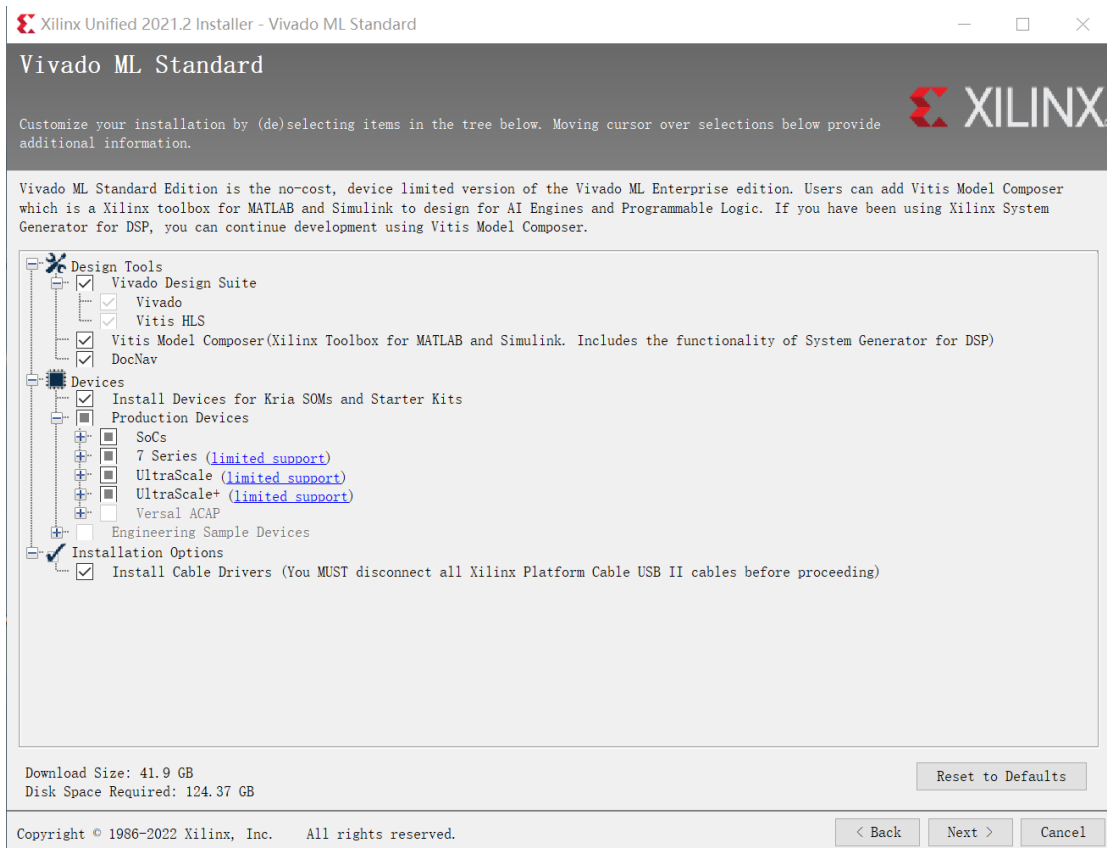 Xilinx Unified 2021.2 Installer - Vivado ML Standard
Vivado ML Standard
XILINX
Customize your installation by (de)selecting items in the tree below. Moving cursor over selections below provide
additional information.
Vivado ML Standard Edition is the no-cost, device limited version of the Vivado ML Enterprise edition. Users can add Vitis Model Composer
which is a Xilinx toolbox for MATLAB and Simulink to design for AI Engines and Programmable Logic. If you have been using Xilinx System
Generator for DSP, you can continue development using Vitis Model Composer.
Design Tools
Vivado Design Suite
Vivado
Vitis HLS
Vitis Model Composer(Xilinx Toolbox for MATLAB and Simulink. Includes the functionality of System Generator for DSP)
DocNav
Devices
Install Devices for Kria SOMs and Starter Kits
Production Devices
SoCs
7 Series (limited support)
UltraScale (limited support)
UltraScale+ (limited support)
Versal ACAP
Engineering Sample Devices
Installation Options
Install Cable Drivers (You MUST disconnect all Xilinx Platform Cable USB II cables before proceeding)
Download Size: 41.9 GB
Disk Space Required: 124.37 GB
Reset to Defaults
Copyright © 1986-2022 Xilinx, Inc. All rights reserved.
< Back Next > Cancel